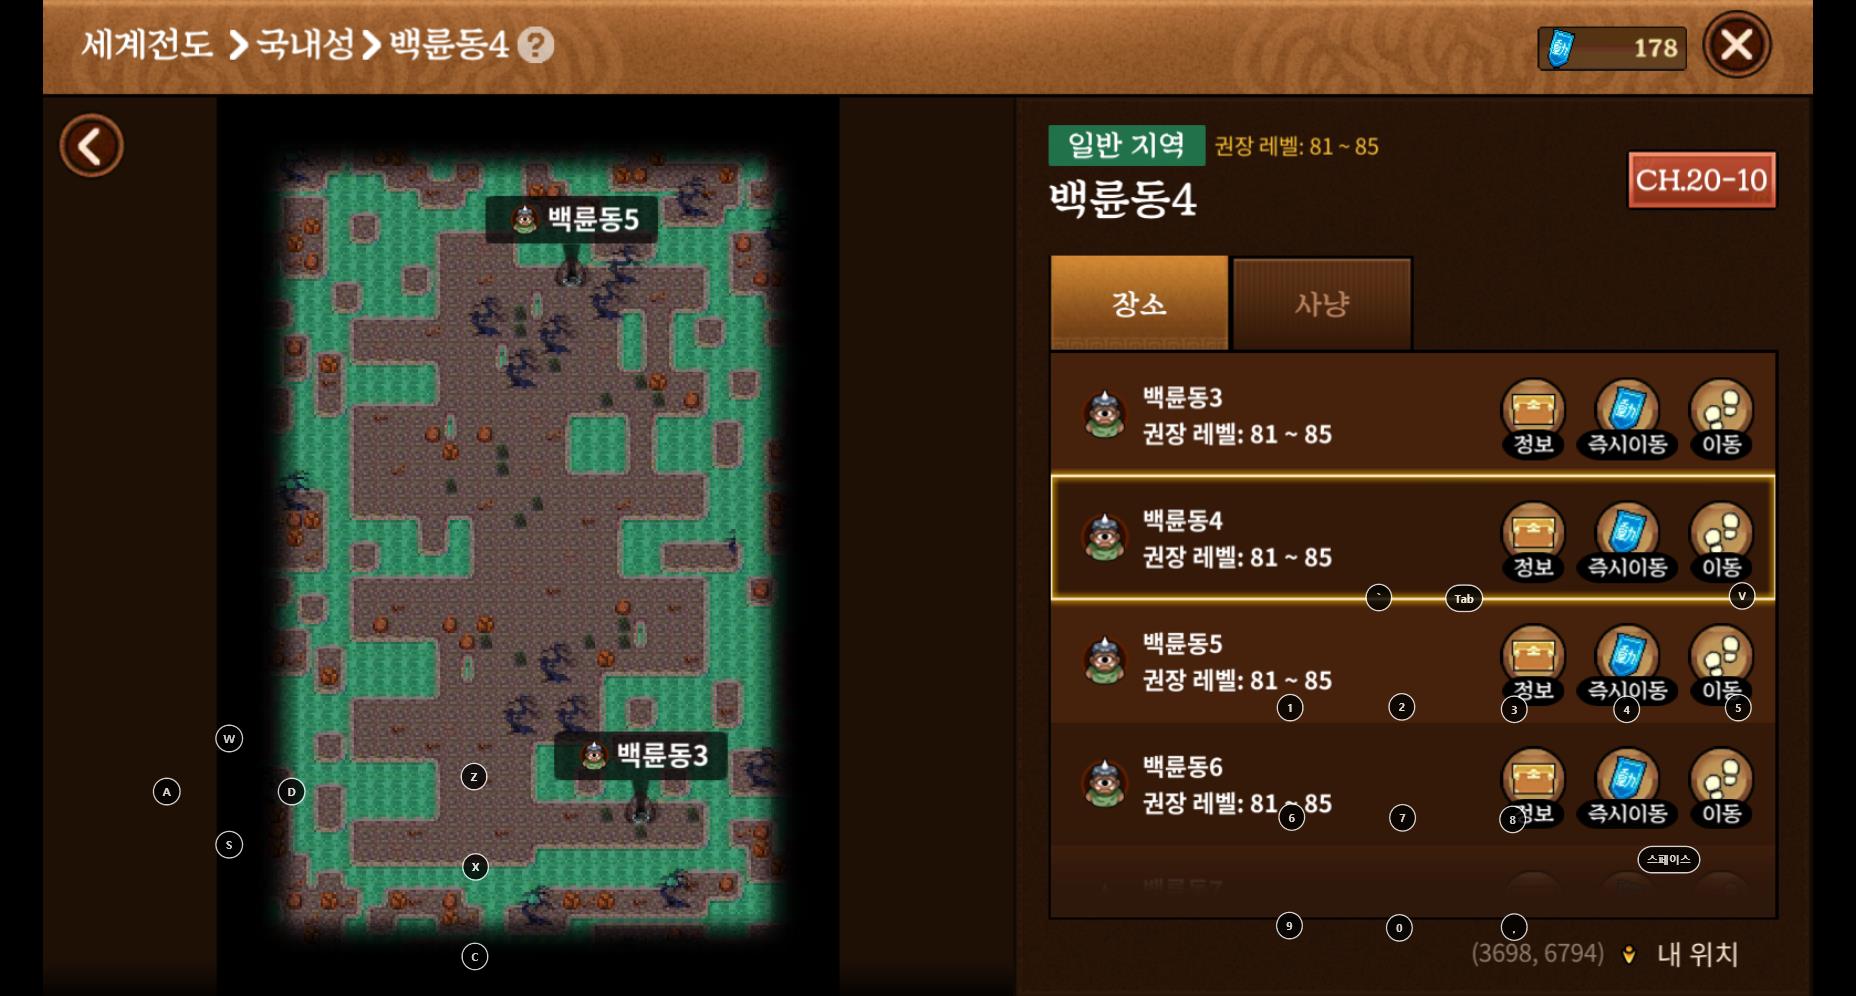 세계전도 > 국내성 > 백륜동4 ?
動 178
일반 지역 권장 레벨: 81 ~ 85
백륜동4
CH.20-10
장소 사냥
백륜동5
백륜동3
백륜동3
권장 레벨: 81 ~ 85
정보 즉시이동 이동
백륜동4
권장 레벨: 81 ~ 85
정보 즉시이동 이동
` Tab V
백륜동5
권장 레벨: 81 ~ 85
정보 즉시이동 이동
1 2 3 4 5
백륜동6
권장 레벨: 81 ~ 85
정보 즉시이동 이동
6 7 8
스페이스
백륜동7
9 0 .
(3698, 6794) 내 위치
W
A D
S
Z
X
C